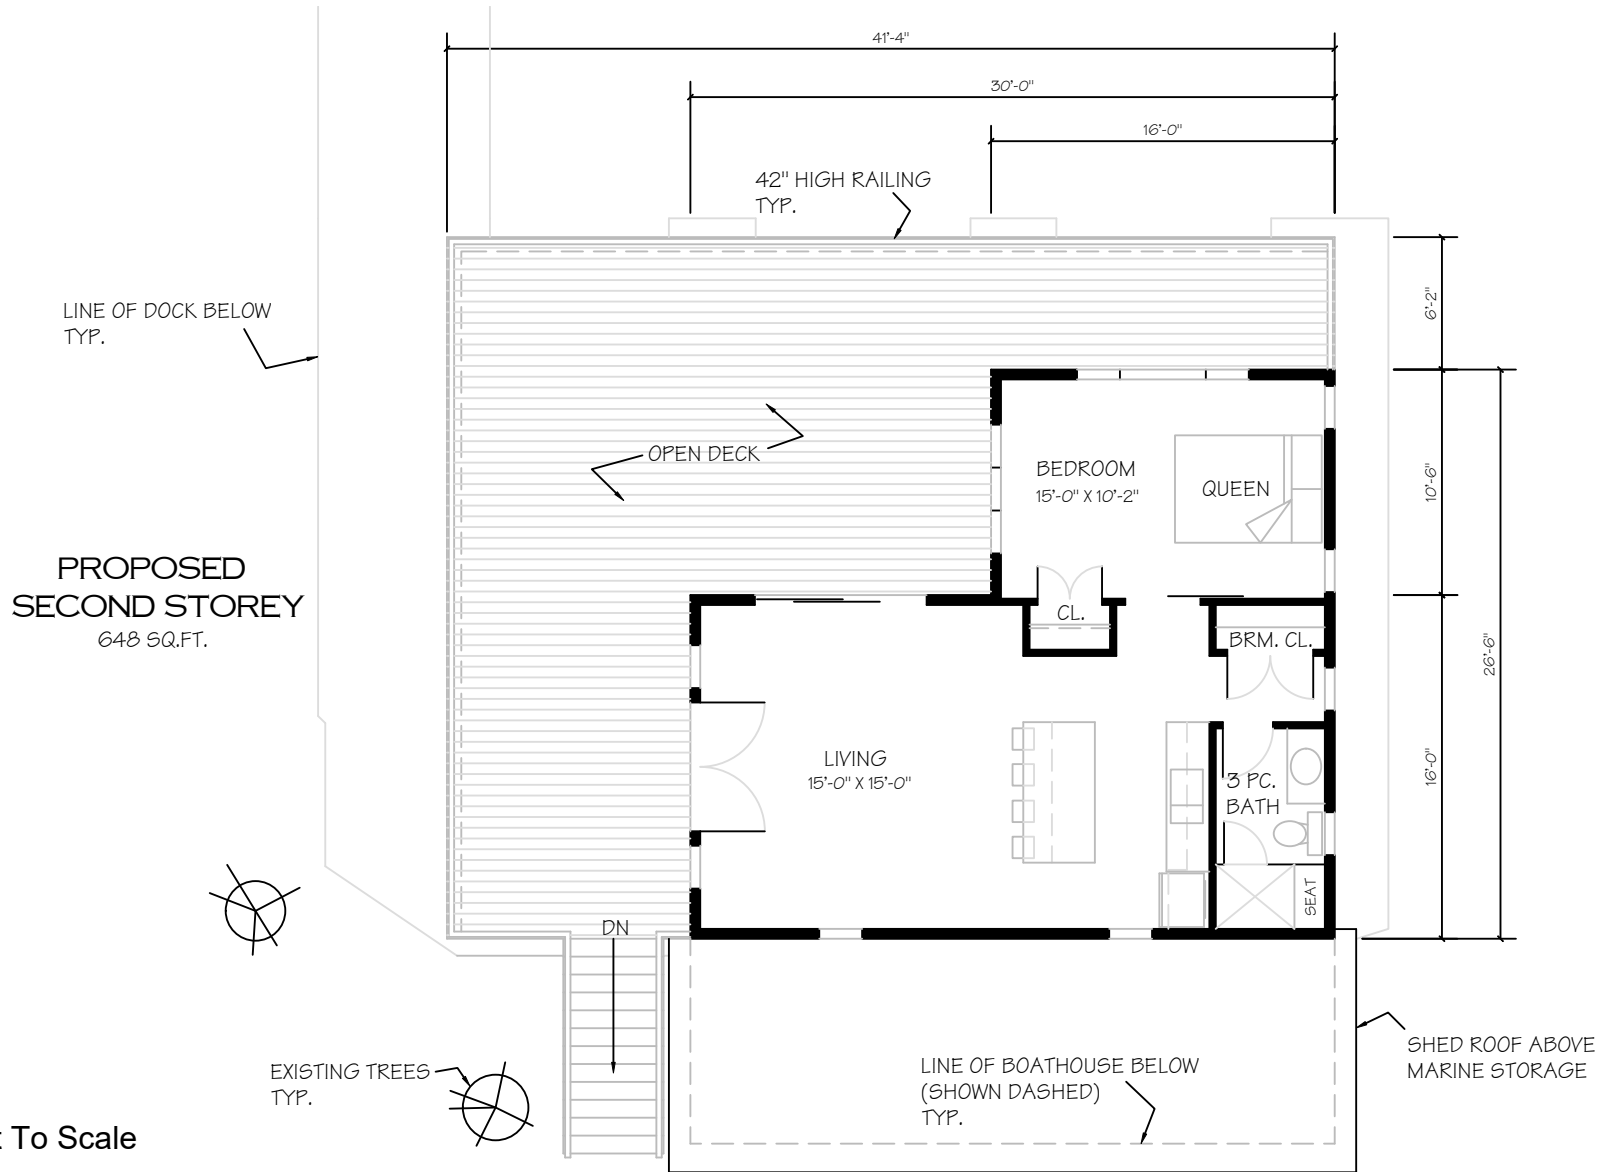 41'-4"
30'-0"
16'-0"
42" HIGH RAILING
TYP.
LINE OF DOCK BELOW
TYP.
6'-2"
OPEN DECK
BEDROOM
15'-0" X 10'-2"
QUEEN
10'-6"
PROPOSED
SECOND STOREY
648 SQ.FT.
CL.
BRM. CL.
26'-6"
LIVING
15'-0" X 15'-0"
3 PC.
BATH
16'-0"
SEAT
DN
EXISTING TREES
TYP.
LINE OF BOATHOUSE BELOW
(SHOWN DASHED)
TYP.
SHED ROOF ABOVE
MARINE STORAGE
To Scale